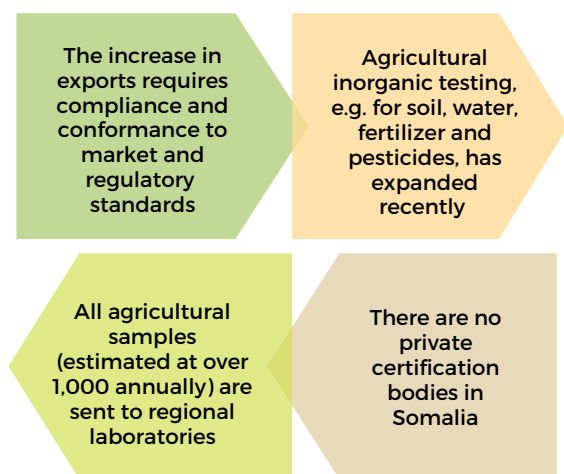 The increase in
exports requires
compliance and
conformance to
market and
regulatory
standards
Agricultural
inorganic testing,
e.g. for soil, water,
fertilizer and
pesticides, has
expanded
recently
All agricultural
samples
(estimated at over
1,000 annually) are
sent to regional
laboratories
There are no
private
certification
bodies in
Somalia